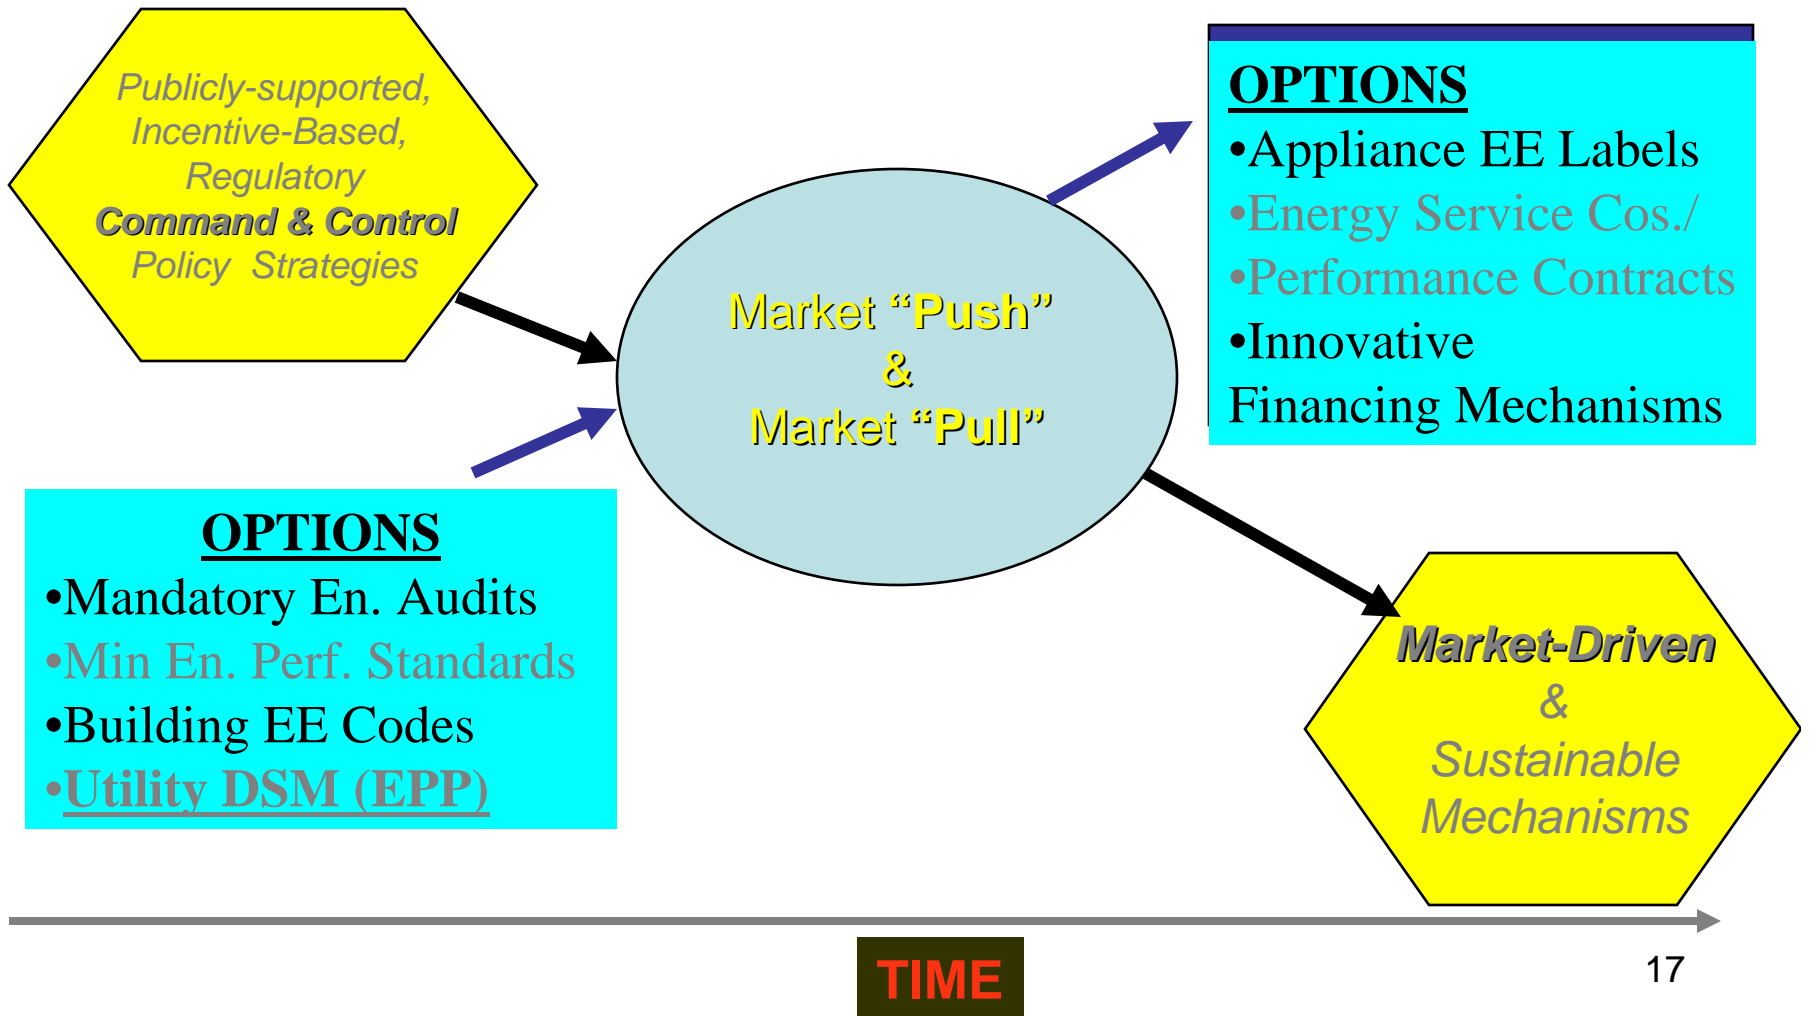 Publicly-supported,
Incentive-Based,
Regulatory
Command & Control
Policy Strategies
OPTIONS
•Appliance EE Labels
•Energy Service Cos./
•Performance Contracts
•Innovative
Financing Mechanisms
Market “Push”
&
Market “Pull”
OPTIONS
•Mandatory En. Audits
•Min En. Perf. Standards
•Building EE Codes
•Utility DSM (EPP)
Market-Driven
&
Sustainable
Mechanisms
TIME
17